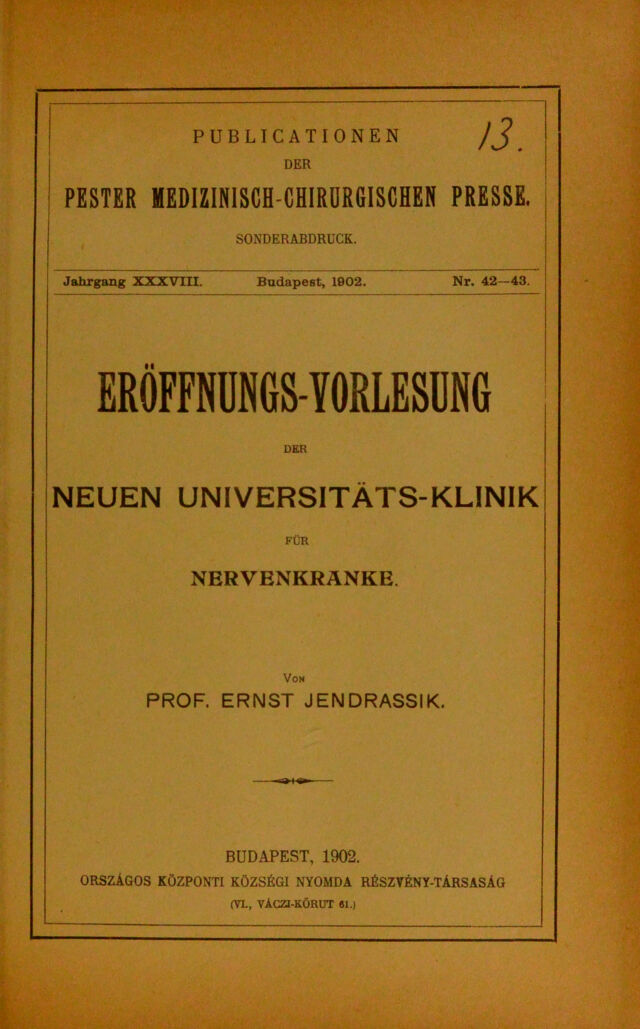 13.
PUBLICATIONEN
DER
PESTER MEDIZINISCH-CHIRURGISCHEN PRESSE.
SONDERABDRUCK.
Jahrgang XXXVIII. Budapest, 1902. Nr. 42—43.
ERÖFFNUNGS-VORLESUNG
DER
NEUEN UNIVERSITÄTS-KLINIK
FÜR
NERVENKRANKE.
VON
PROF. ERNST JENDRASSIK.
BUDAPEST, 1902.
ORSZÁGOS KÖZPONTI KÖZSÉGI NYOMDA RÉSZVÉNY-TÁRSASÁG
(VI., VÁCZI-KÖRUT 61.)